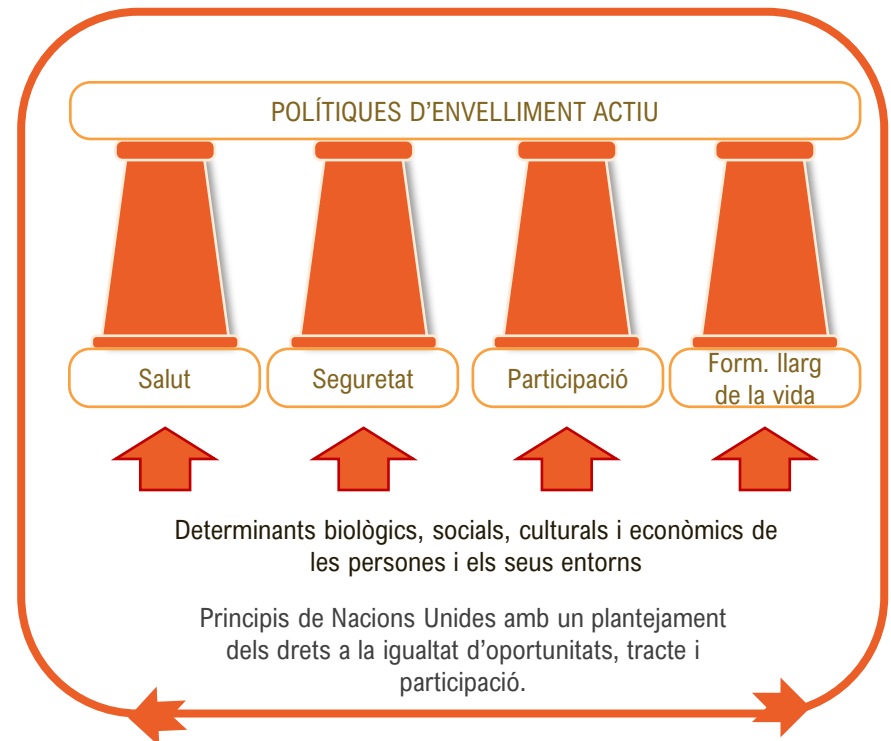 POLÍTIQUES D'ENVELLIMENT ACTIU
Salut
Seguretat
Participació
Form. llarg
de la vida
Determinants biològics, socials, culturals i econòmics de
les persones i els seus entorns
Principis de Nacions Unides amb un plantejament
dels drets a la igualtat d'oportunitats, tracte i
participació.